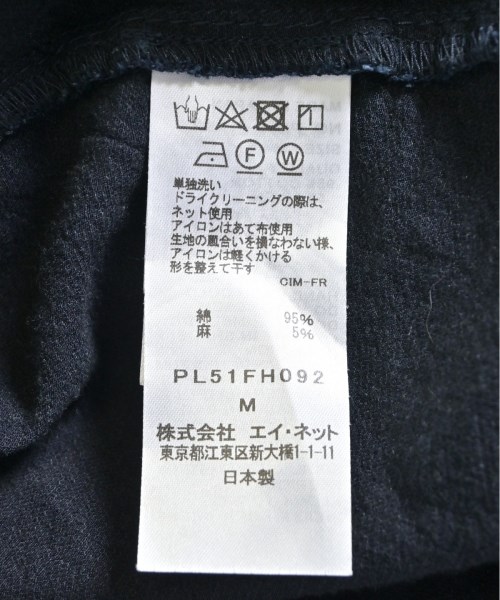 F W
単独洗い
ドライクリーニングの際は、
ネット使用
アイロンはあて布使用
生地の風合いを損なわない様、
アイロンは軽くかける
形を整えて干す
CIM-FR
綿 95%
麻 5%
PL51FH092
M
株式会社 エイ・ネット
東京都江東区新大橋1-1-11
日本製